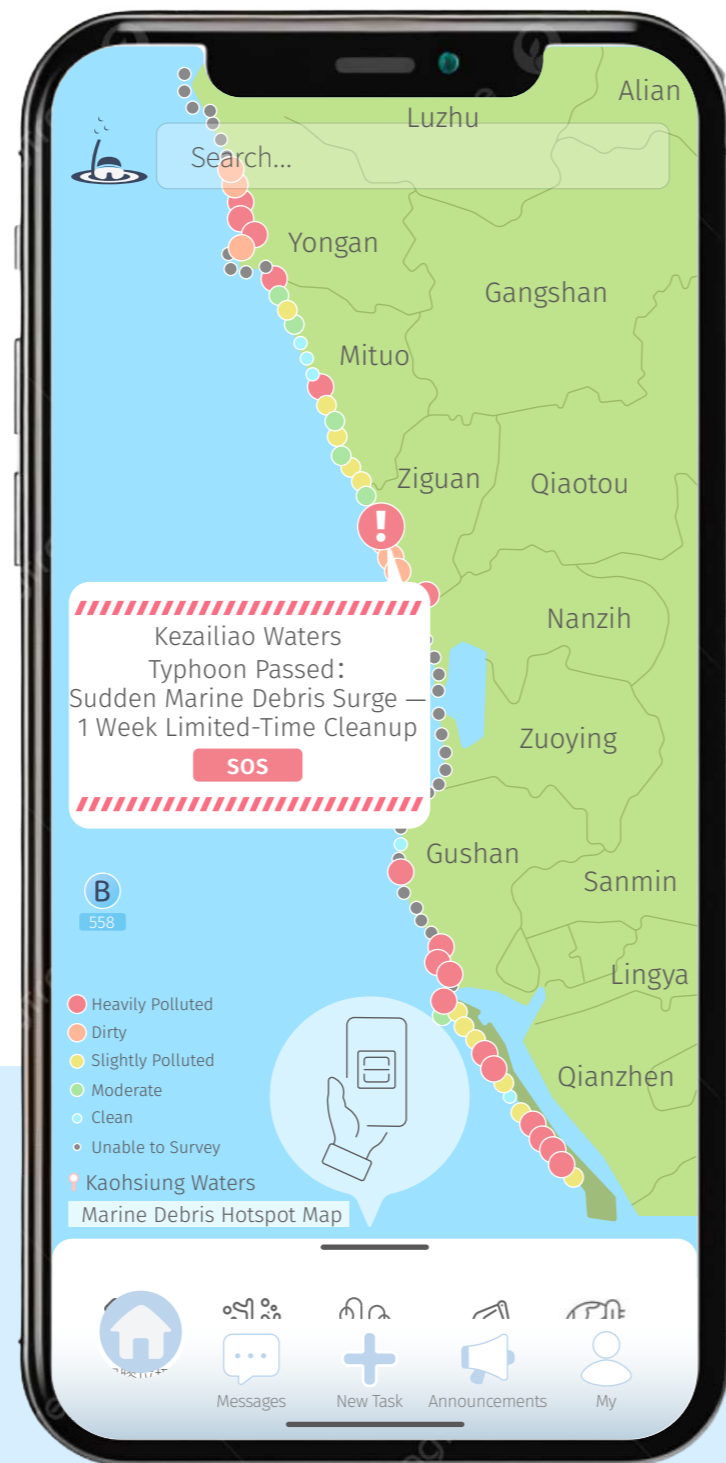 Alian
Luzhu
Search...
Yongan
Gangshan
Mituo
Ziguan
Qiaotou
Nanzih
Kezailiao Waters
Typhoon Passed:
Sudden Marine Debris Surge —
1 Week Limited-Time Cleanup
SOS
Zuoying
Gushan
Sanmin
B
558
Lingya
Qianzhen
Heavily Polluted
Dirty
Slightly Polluted
Moderate
Clean
Unable to Survey
Kaohsiung Waters
Marine Debris Hotspot Map
Messages
New Task
Announcements
My